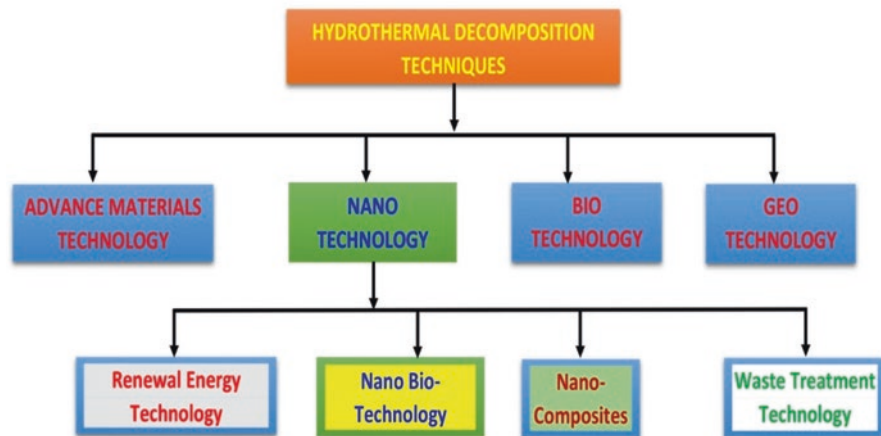 HYDROTHERMAL DECOMPOSITION
TECHNIQUES
ADVANCE MATERIALS
TECHNOLOGY
NANO
TECHNOLOGY
BIO
TECHNOLOGY
GEO
TECHNOLOGY
Renewal Energy
Technology
Nano Bio-
Technology
Nano-
Composites
Waste Treatment
Technology